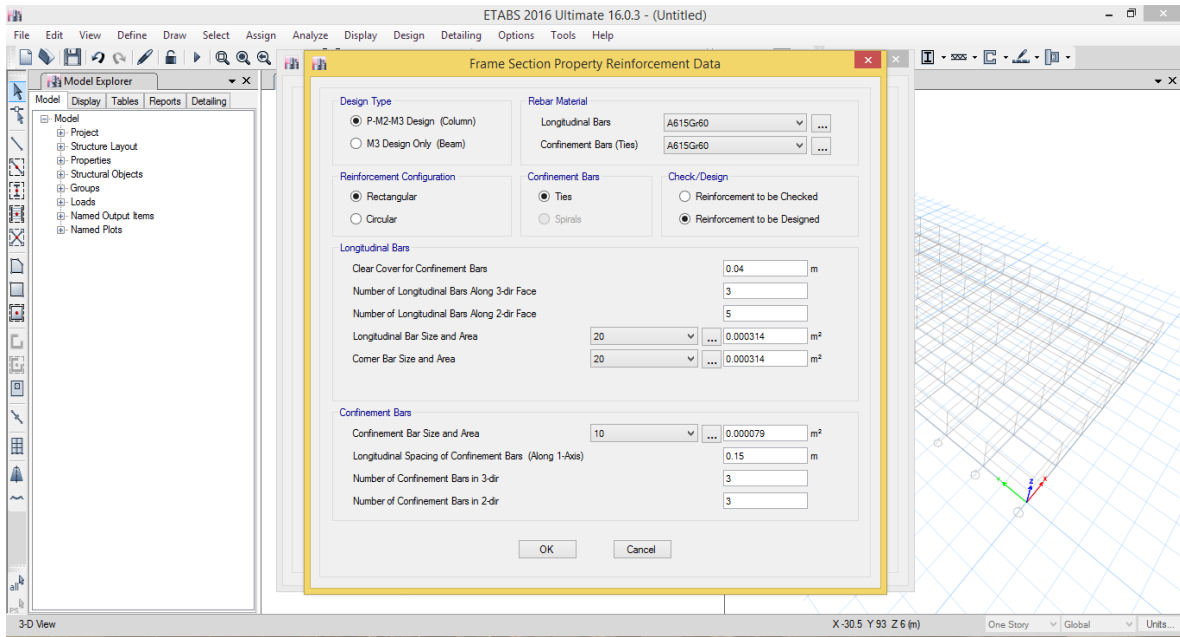 ETABS 2016 Ultimate 16.0.3 - (Untitled)
File Edit View Define Draw Select Assign Analyze Display Design Detailing Options Tools Help
Model Explorer
Model Display Tables Reports Detailing
Model
Project
Structure Layout
Properties
Structural Objects
Groups
Loads
Named Output Items
Named Plots
Frame Section Property Reinforcement Data
Design Type
P-M2-M3 Design (Column)
M3 Design Only (Beam)
Rebar Material
Longitudinal Bars A615Gr60 ...
Confinement Bars (Ties) A615Gr60 ...
Reinforcement Configuration
Rectangular
Circular
Confinement Bars
Ties
Spirals
Check/Design
Reinforcement to be Checked
Reinforcement to be Designed
Longitudinal Bars
Clear Cover for Confinement Bars 0.04 m
Number of Longitudinal Bars Along 3-dir Face 3
Number of Longitudinal Bars Along 2-dir Face 5
Longitudinal Bar Size and Area 20 ... 0.000314 m²
Corner Bar Size and Area 20 ... 0.000314 m²
Confinement Bars
Confinement Bar Size and Area 10 ... 0.000079 m²
Longitudinal Spacing of Confinement Bars (Along 1-Axis) 0.15 m
Number of Confinement Bars in 3-dir 3
Number of Confinement Bars in 2-dir 3
OK Cancel
Z X
all
ps
3-D View X -30.5 Y 93 Z 6 (m) One Story Global Units...